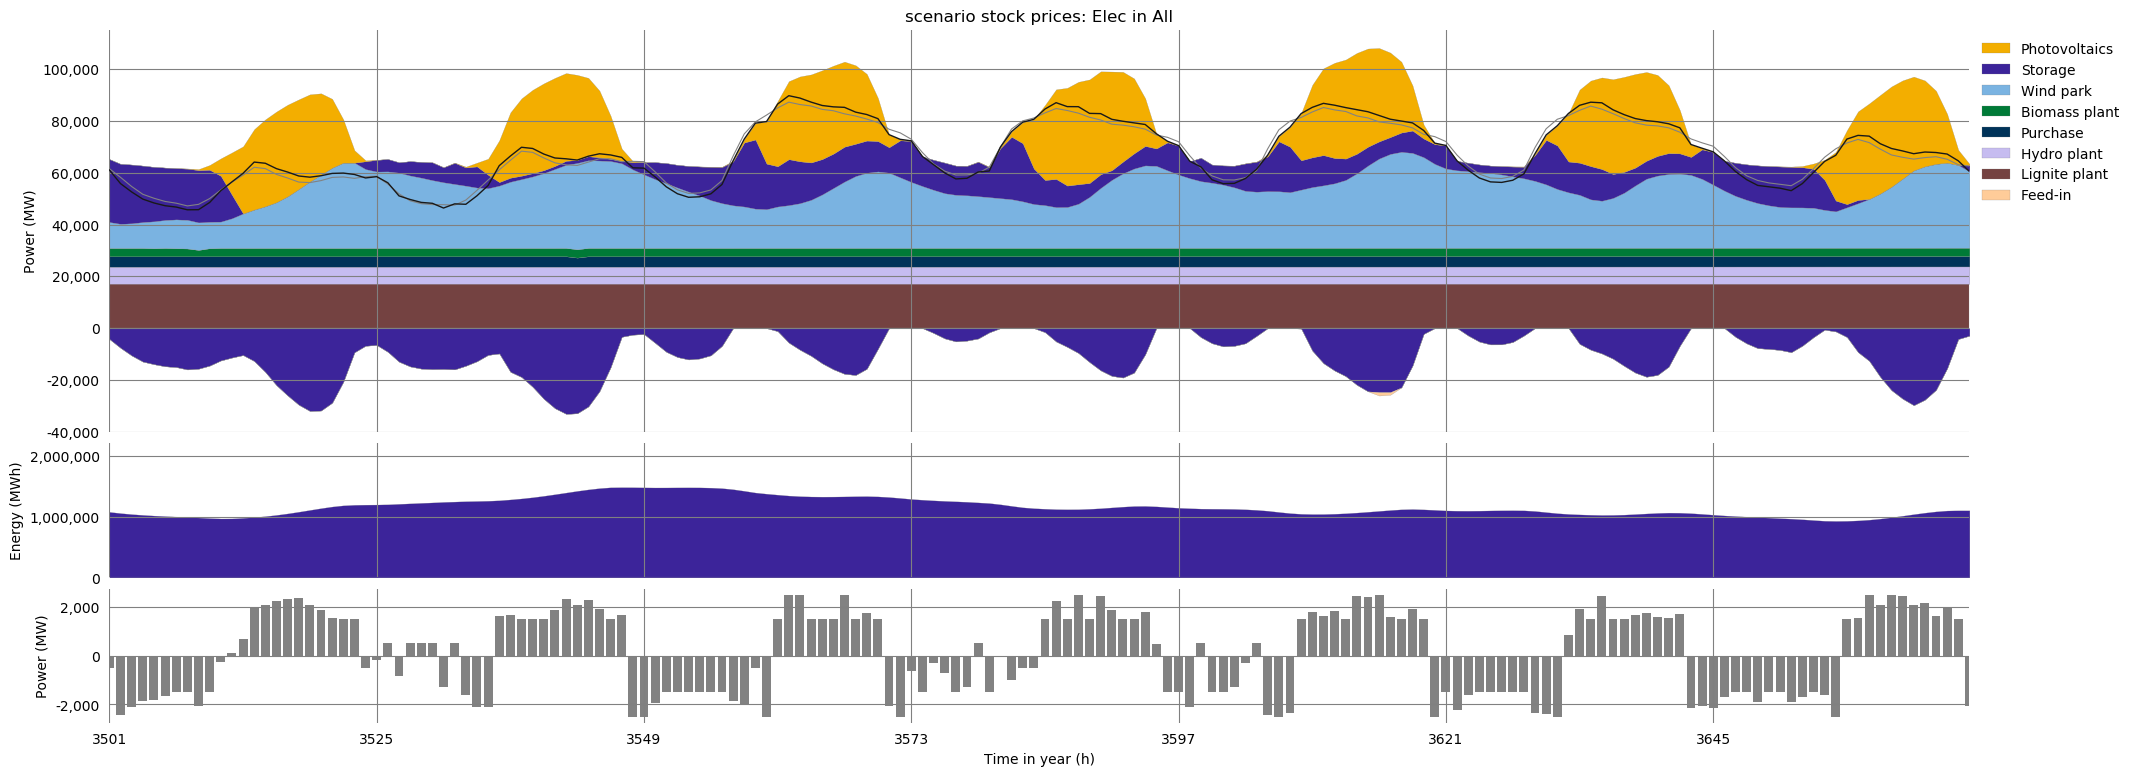 scenario stock prices: Elec in All
Power (MW)
100,000
80,000
60,000
40,000
20,000
0
-20,000
-40,000
Photovoltaics
Storage
Wind park
Biomass plant
Purchase
Hydro plant
Lignite plant
Feed-in
Energy (MWh)
2,000,000
1,000,000
0
Power (MW)
2,000
0
-2,000
3501 3525 3549 3573 3597 3621 3645
Time in year (h)